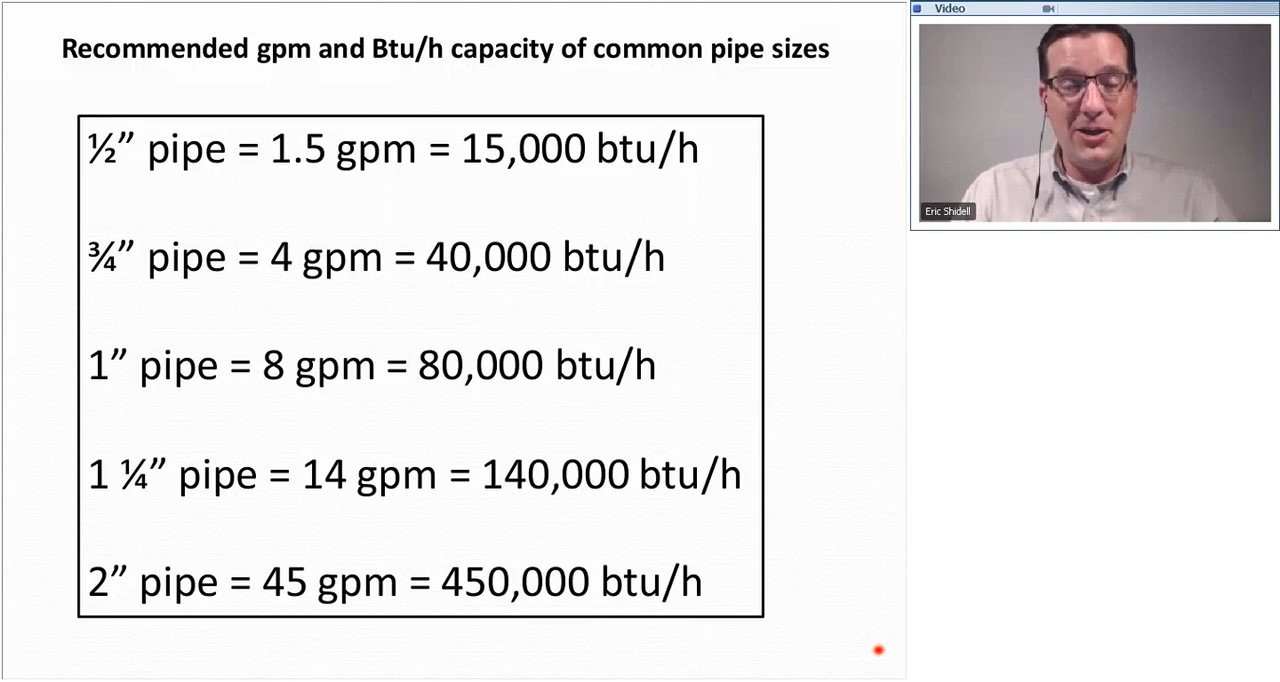 Recommended gpm and Btu/h capacity of common pipe sizes
½” pipe = 1.5 gpm = 15,000 btu/h
¾” pipe = 4 gpm = 40,000 btu/h
1” pipe = 8 gpm = 80,000 btu/h
1 ¼” pipe = 14 gpm = 140,000 btu/h
2” pipe = 45 gpm = 450,000 btu/h
Video
Eric Shidell